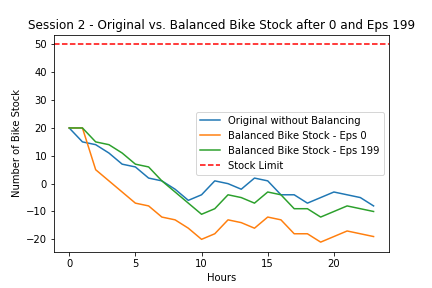 Session 2 - Original vs. Balanced Bike Stock after 0 and Eps 199
50
40
30
20
10
0
−10
−20
Number of Bike Stock
Original without Balancing
Balanced Bike Stock - Eps 0
Balanced Bike Stock - Eps 199
Stock Limit
0
5
10
15
20
Hours